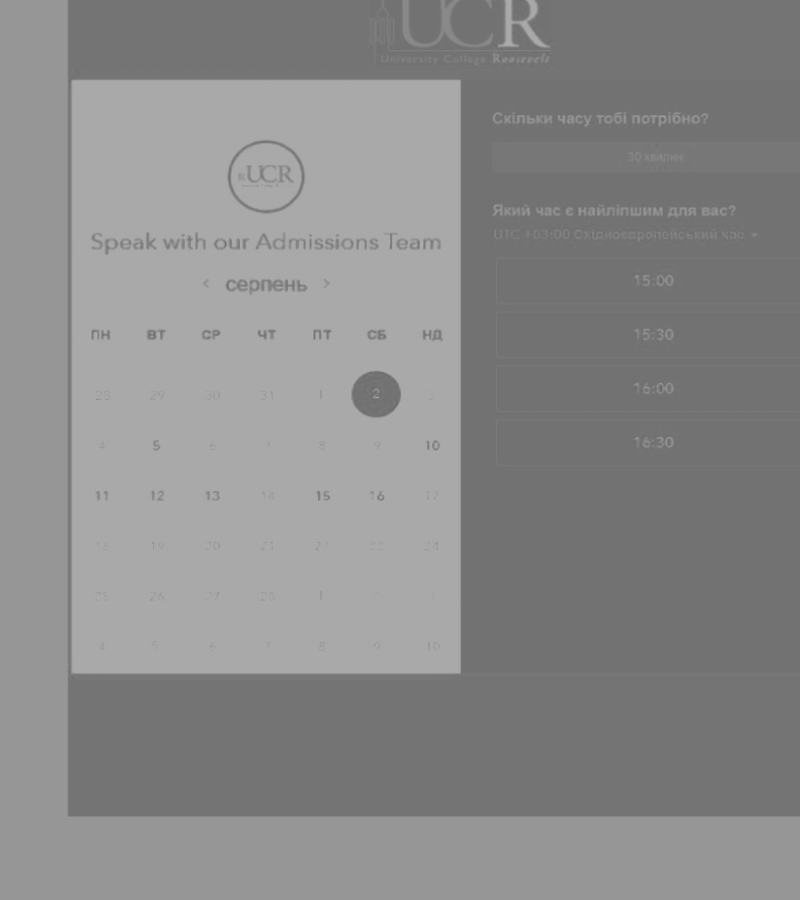 UCR
University College Roosevelt
UCR
Speak with our Admissions Team
‹ серпень ›
ПН ВТ СР ЧТ ПТ СБ НД
28 29 30 31 1 2 3
4 5 6 7 8 9 10
11 12 13 14 15 16 17
18 19 20 21 22 23 24
25 26 27 28 1
4 5 6 7 8 9 10
Скільки часу тобі потрібно?
30 хвилин
Який час є найліпшим для вас?
UTC +03:00 Східноєвропейський час
15:00
15:30
16:00
16:30